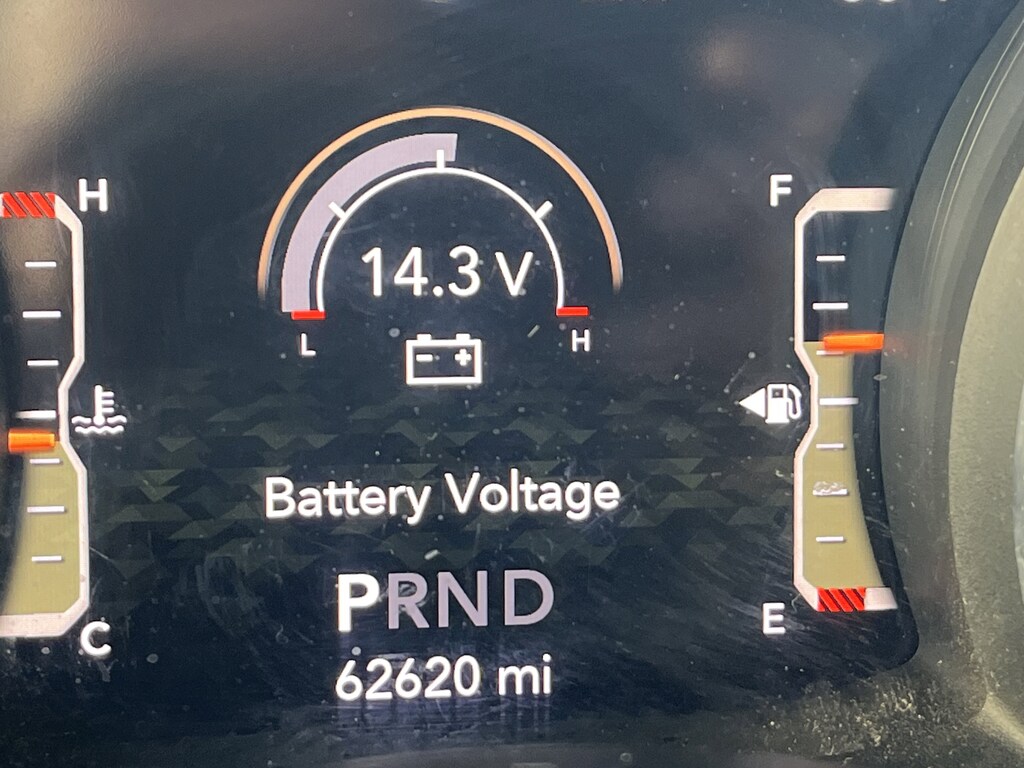 H
F
14.3 V
L
H
- +
Battery Voltage
PRND
E
C
62620 mi